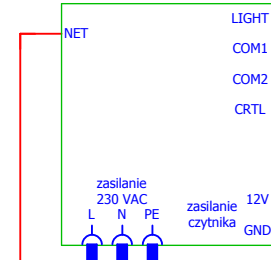 LIGHT
NET
COM1
COM2
CRTL
zasilanie
230 VAC
L N PE
zasilanie
czytnika
12V
GND